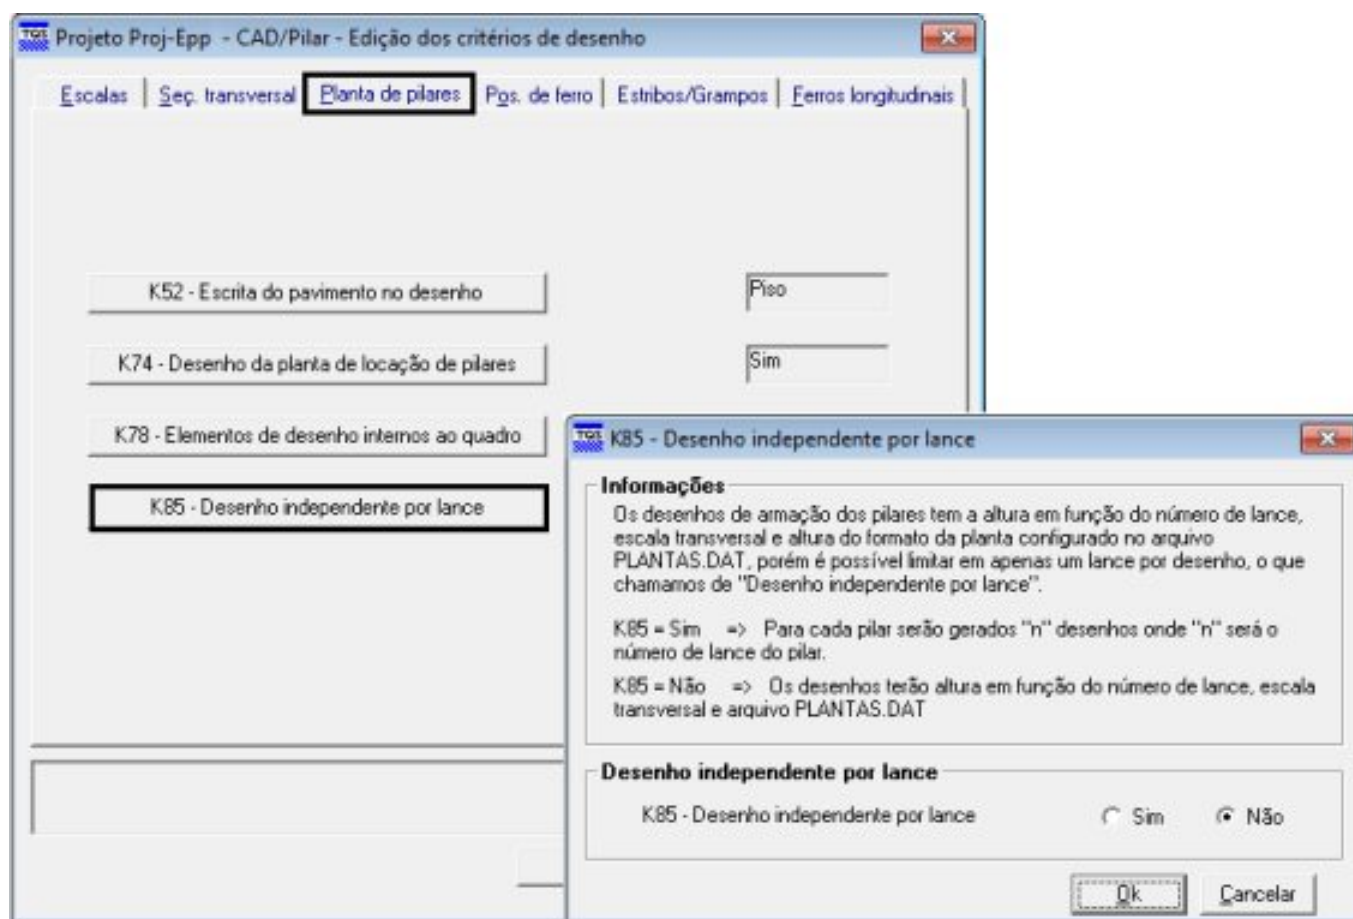 TQS Projeto Proj-Epp - CAD/Pilar - Edição dos critérios de desenho
Escalas Seç. transversal Planta de pilares Pos. de ferro Estribos/Grampos Ferros longitudinais
K52 - Escrita do pavimento no desenho Piso
K74 - Desenho da planta de locação de pilares Sim
K78 - Elementos de desenho internos ao quadro
K85 - Desenho independente por lance
TQS K85 - Desenho independente por lance
Informações
Os desenhos de armação dos pilares tem a altura em função do número de lance,
escala transversal e altura do formato da planta configurado no arquivo
PLANTAS.DAT, porém é possível limitar em apenas um lance por desenho, o que
chamamos de "Desenho independente por lance".
K85 = Sim => Para cada pilar serão gerados "n" desenhos onde "n" será o
número de lance do pilar.
K85 = Não => Os desenhos terão altura em função do número de lance, escala
transversal e arquivo PLANTAS.DAT
Desenho independente por lance
K85 - Desenho independente por lance Sim Não
Ok Cancelar